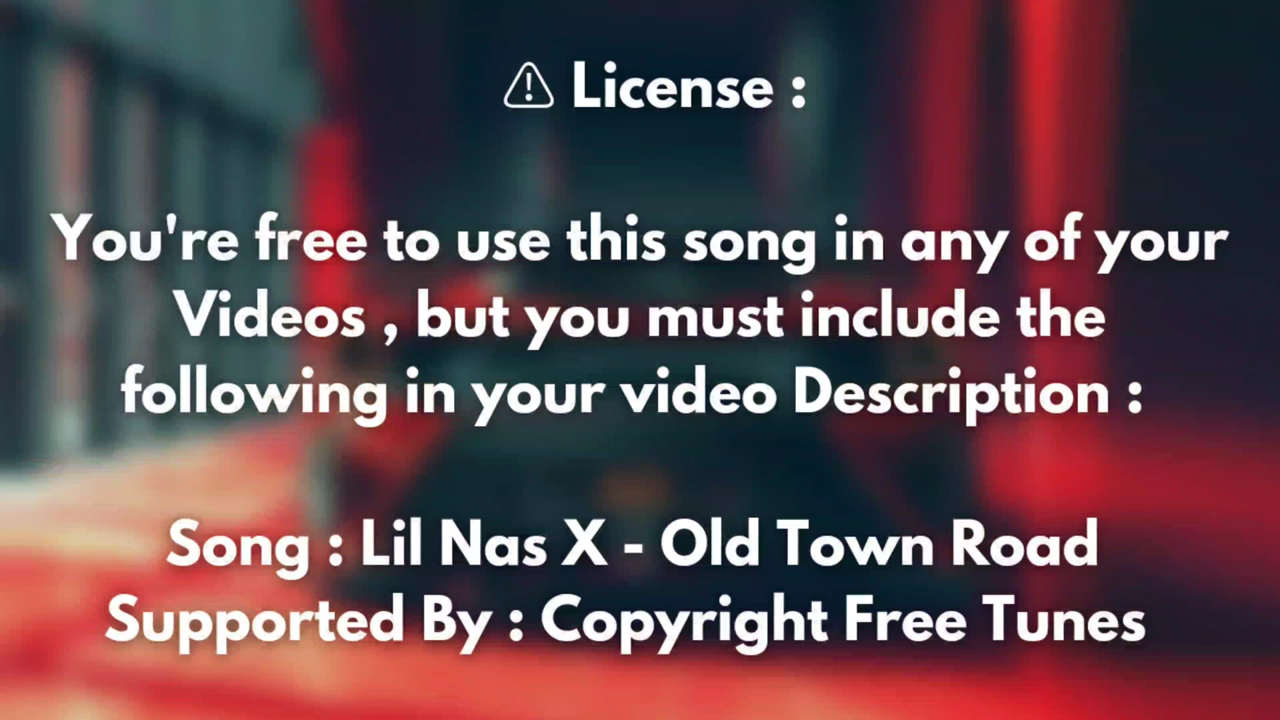 ⚠ License :
You're free to use this song in any of your
Videos , but you must include the
following in your video Description :
Song : Lil Nas X - Old Town Road
Supported By : Copyright Free Tunes